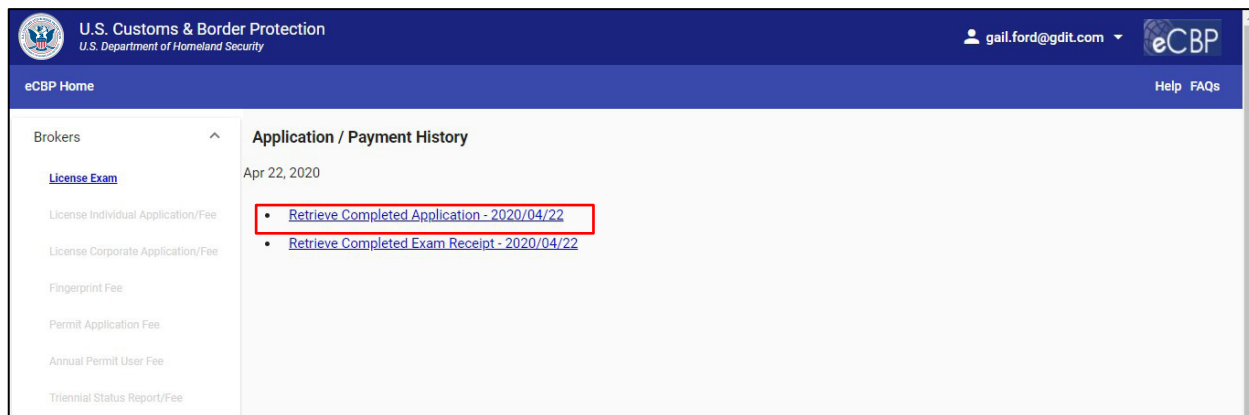 U.S. Customs & Border Protection
U.S. Department of Homeland Security
gail.ford@gdit.com
eCBP
eCBP Home
Help FAQs
Brokers
License Exam
License Individual Application/Fee
License Corporate Application/Fee
Fingerprint Fee
Permit Application Fee
Annual Permit User Fee
Triennial Status Report/Fee
Application / Payment History
Apr 22, 2020
• Retrieve Completed Application - 2020/04/22
• Retrieve Completed Exam Receipt - 2020/04/22